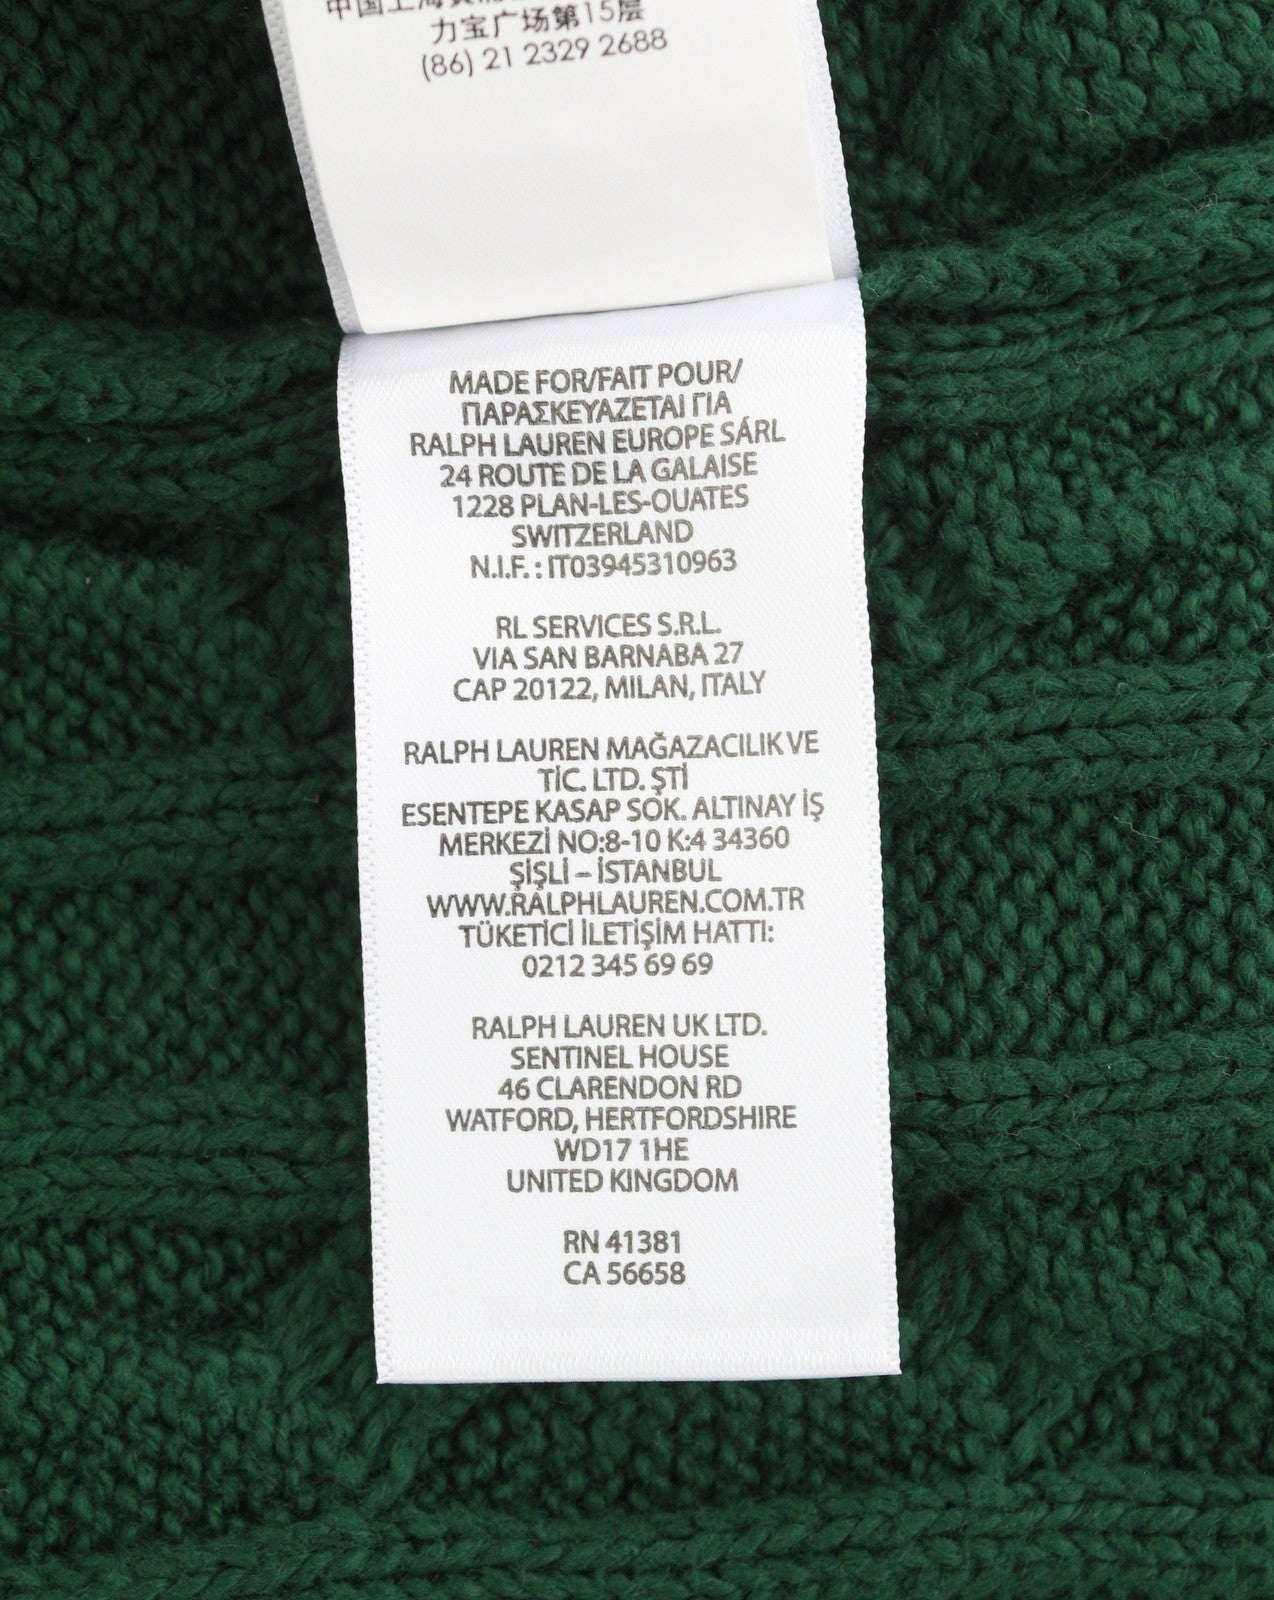 中国上海
力宝广场第15层
(86) 21 2329 2688
MADE FOR/FAIT POUR/
ΠΑΡΑΣΚΕΥΑΖΕΤΑΙ ΓΙΑ
RALPH LAUREN EUROPE SÁRL
24 ROUTE DE LA GALAISE
1228 PLAN-LES-OUATES
SWITZERLAND
N.I.F. : IT03945310963
RL SERVICES S.R.L.
VIA SAN BARNABA 27
CAP 20122, MILAN, ITALY
RALPH LAUREN MAĞAZACILIK VE
TİC. LTD. ŞTİ
ESENTEPE KASAP SOK. ALTINAY İŞ
MERKEZİ NO:8-10 K:4 34360
ŞİŞLİ – İSTANBUL
WWW.RALPHLAUREN.COM.TR
TÜKETİCİ İLETİŞİM HATTI:
0212 345 69 69
RALPH LAUREN UK LTD.
SENTINEL HOUSE
46 CLARENDON RD
WATFORD, HERTFORDSHIRE
WD17 1HE
UNITED KINGDOM
RN 41381
CA 56658